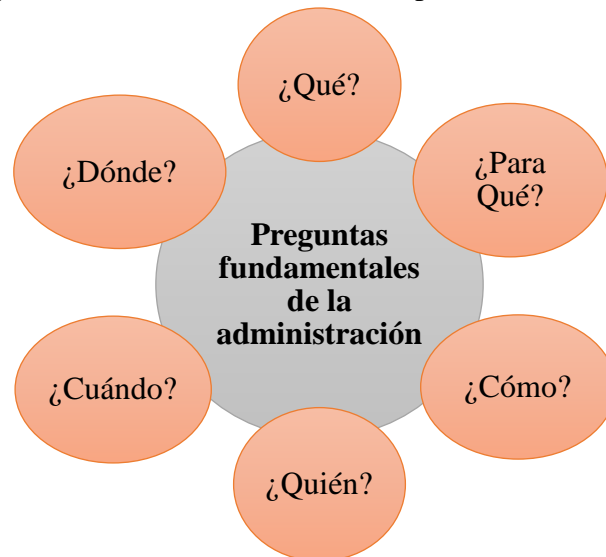 ¿Qué?
¿Dónde?
¿Para
Qué?
Preguntas
fundamentales
de la
administración
¿Cuándo?
¿Cómo?
¿Quién?